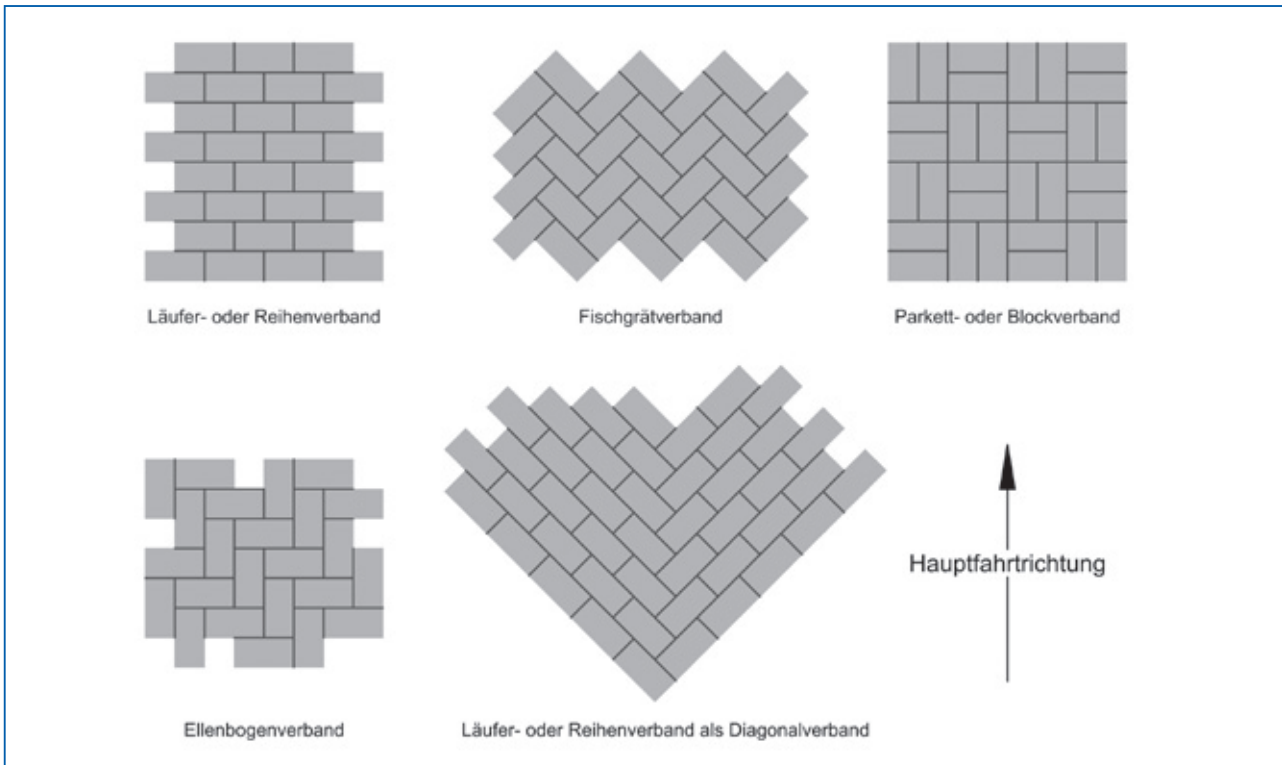 Läufer- oder Reihenverband
Fischgrätverband
Parkett- oder Blockverband
Ellenbogenverband
Läufer- oder Reihenverband als Diagonalverband
Hauptfahrtrichtung